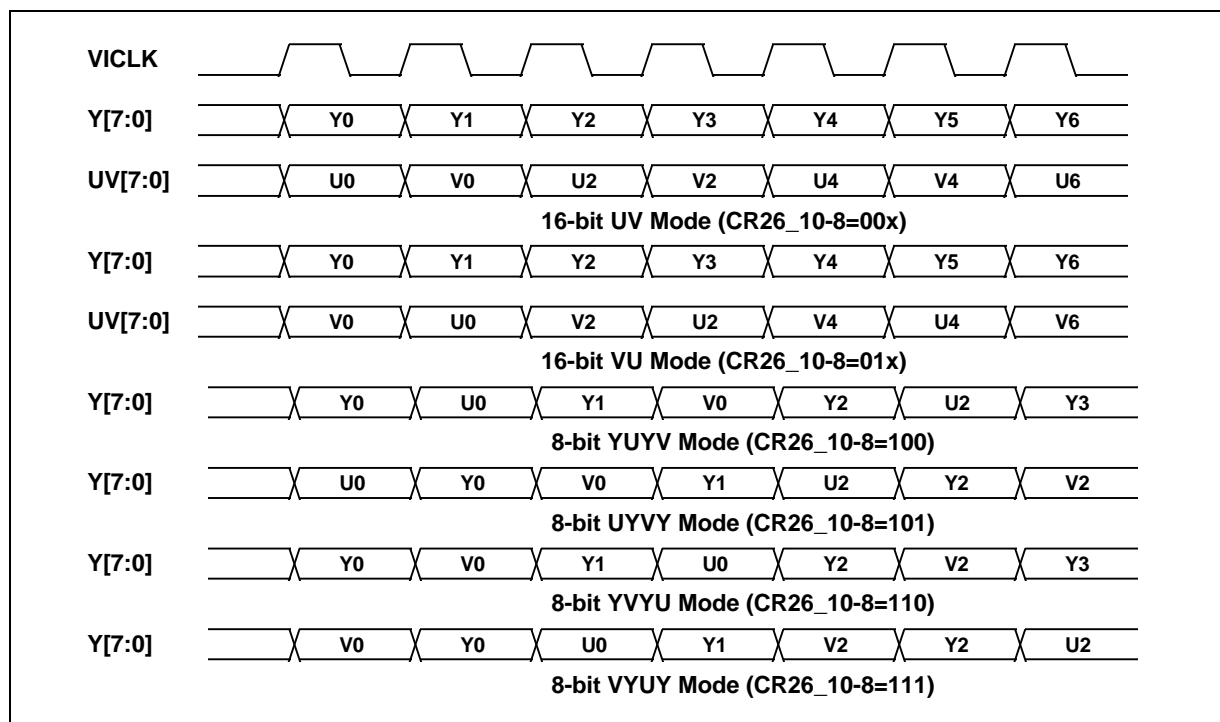 VICLK
Y[7:0] Y0 Y1 Y2 Y3 Y4 Y5 Y6
UV[7:0] U0 V0 U2 V2 U4 V4 U6
16-bit UV Mode (CR26_10-8=00x)
Y[7:0] Y0 Y1 Y2 Y3 Y4 Y5 Y6
UV[7:0] V0 U0 V2 U2 V4 U4 V6
16-bit VU Mode (CR26_10-8=01x)
Y[7:0] Y0 U0 Y1 V0 Y2 U2 Y3
8-bit YUYV Mode (CR26_10-8=100)
Y[7:0] U0 Y0 V0 Y1 U2 Y2 V2
8-bit UYVY Mode (CR26_10-8=101)
Y[7:0] Y0 V0 Y1 U0 Y2 V2 Y3
8-bit YVYU Mode (CR26_10-8=110)
Y[7:0] V0 Y0 U0 Y1 V2 Y2 U2
8-bit VYUY Mode (CR26_10-8=111)